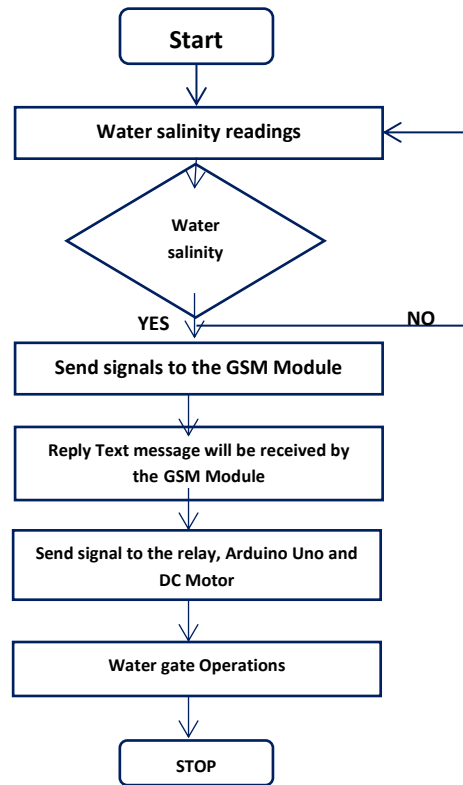 Start
Water salinity readings
Water
salinity
YES
NO
Send signals to the GSM Module
Reply Text message will be received by
the GSM Module
Send signal to the relay, Arduino Uno and
DC Motor
Water gate Operations
STOP